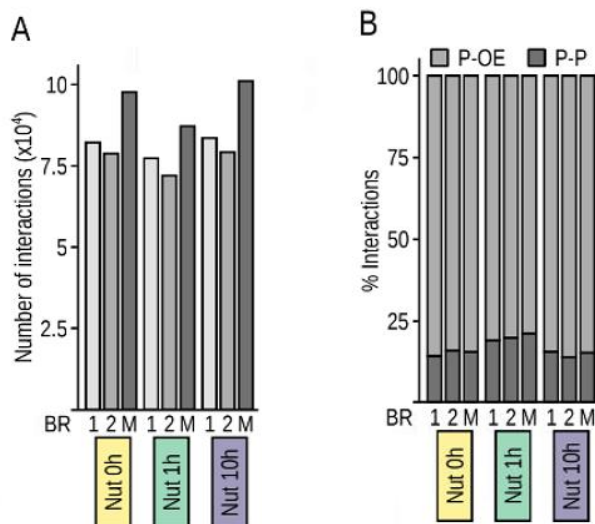 A
Number of interactions (x10⁴)
10
7.5
5
2.5
BR 1 2 M 1 2 M 1 2 M
Nut 0h Nut 1h Nut 10h
B
P-OE P-P
% Interactions
100
75
50
25
BR 1 2 M 1 2 M 1 2 M
Nut 0h Nut 1h Nut 10h